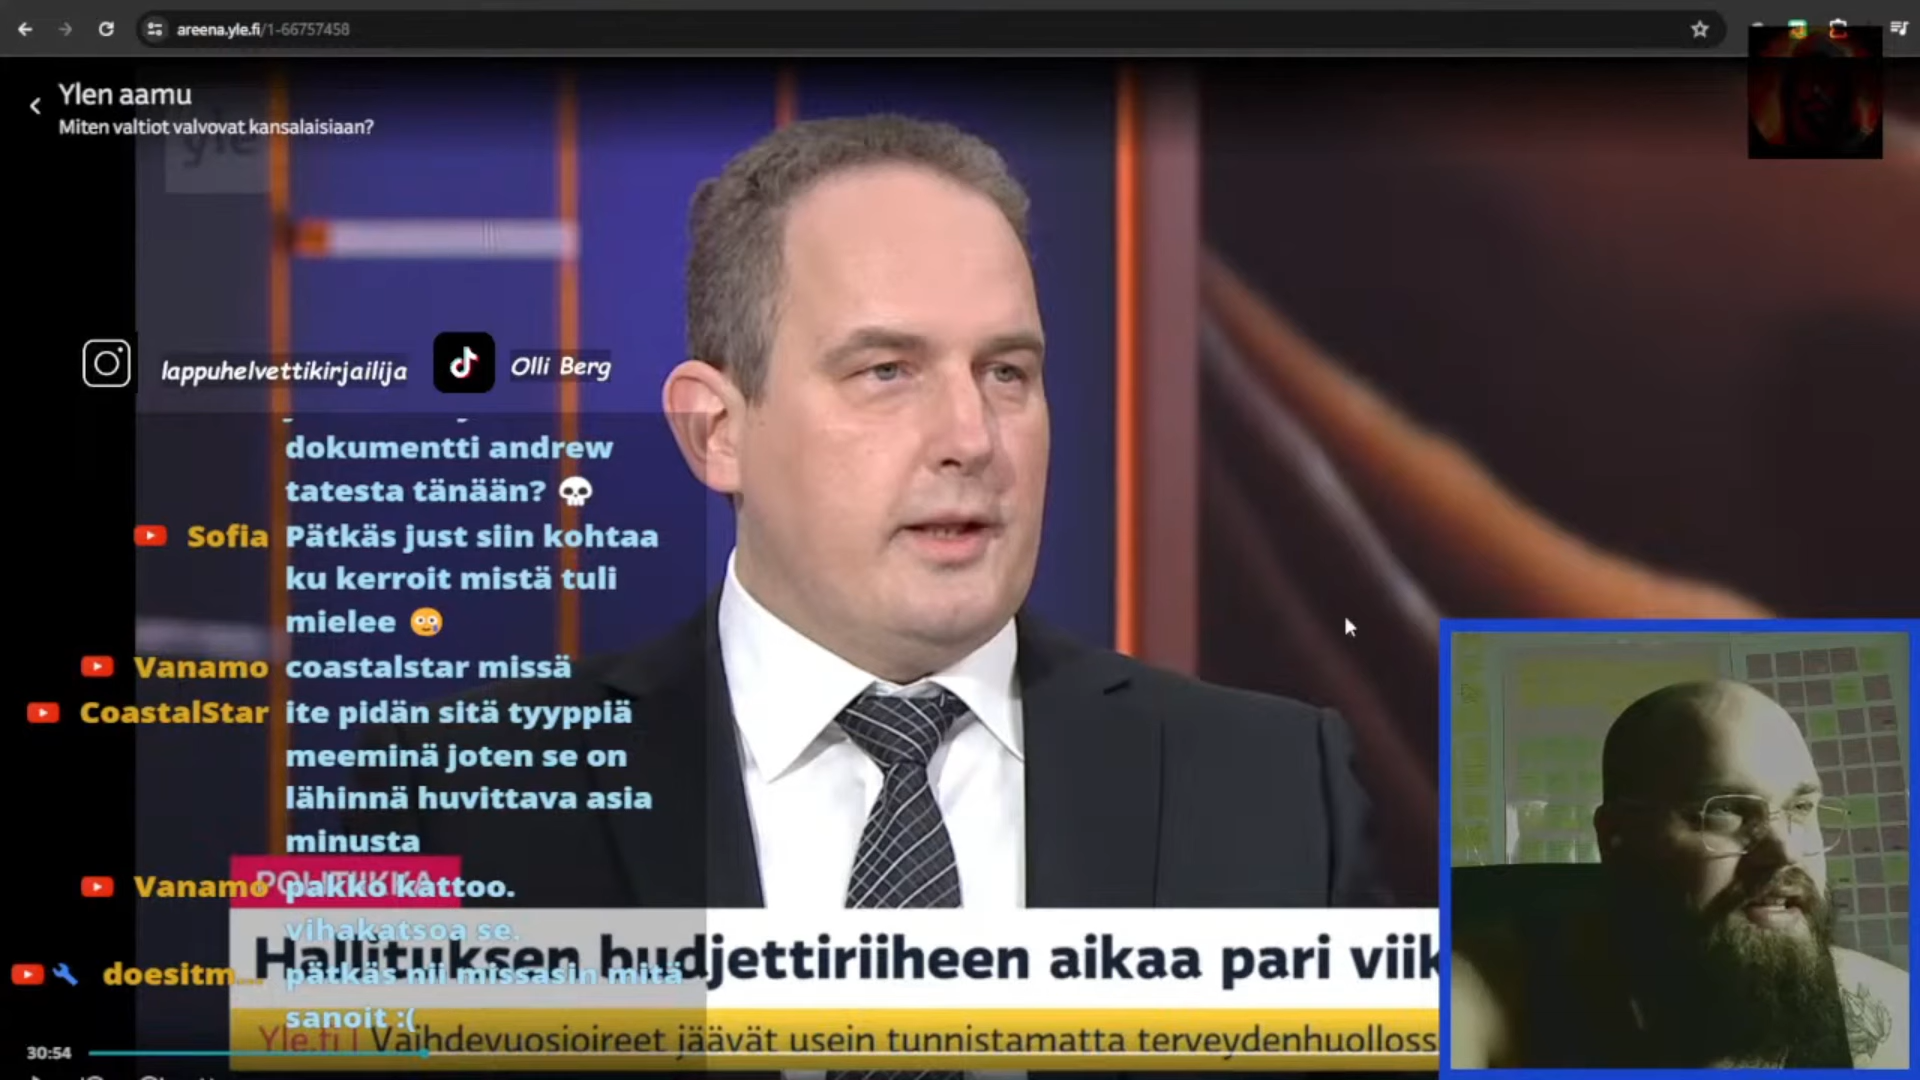 areena.yle.fi/1-66757458
Ylen aamu
Miten valtiot valvovat kansalaisiaan?
yle
lappuhelvettikirjailija
Olli Berg
dokumentti andrew
tatesta tänään? 💀
Sofia Pätkäs just siin kohtaa
ku kerroit mistä tuli
mielee
Vanamo coastalstar missä
CoastalStar ite pidän sitä tyyppiä
meeminä joten se on
lähinnä huvittava asia
minusta
POLITIIKKA
Vanamo pakko kattoo.
vihakatsoa se.
Hallituksen budjettiriiheen aikaa pari viik
doesitm... pätkäs nii missasin mitä
sanoit :(
Yle.fi | Vaihdevuosioireet jäävät usein tunnistamatta terveydenhuolloss
30:54